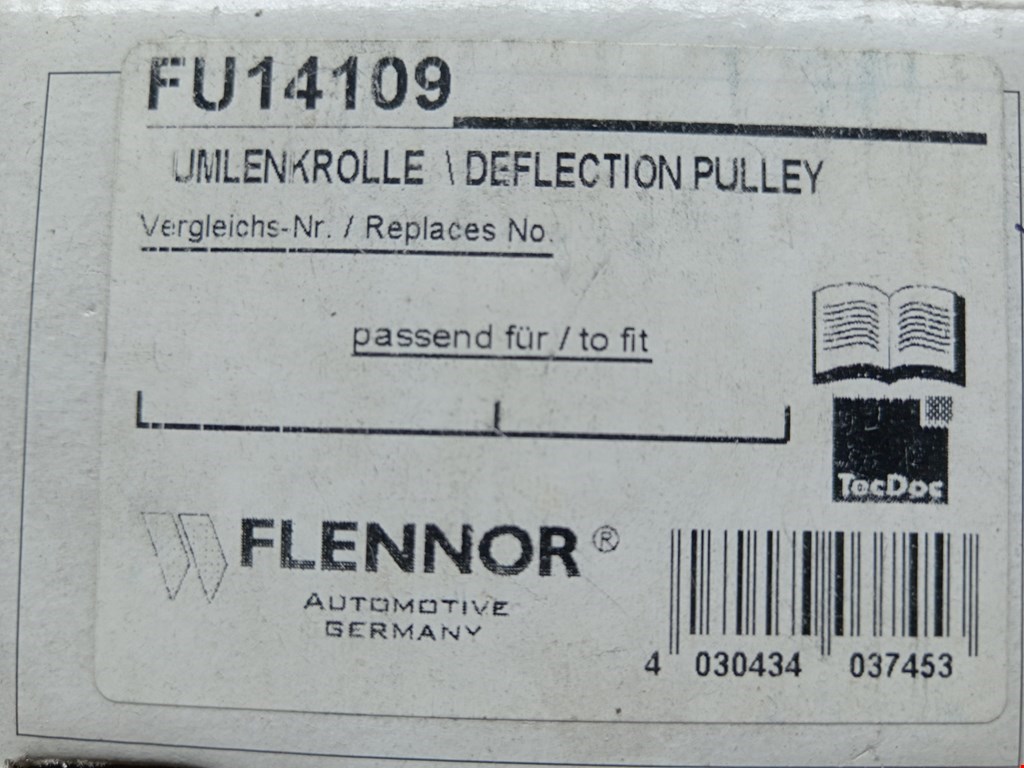 FU14109
UMLENKROLLE \ DEFLECTION PULLEY
Vergleichs-Nr. / Replaces No.
passend für / to fit
TecDoc
FLENNOR ®
AUTOMOTIVE
GERMANY
4 030434 037453